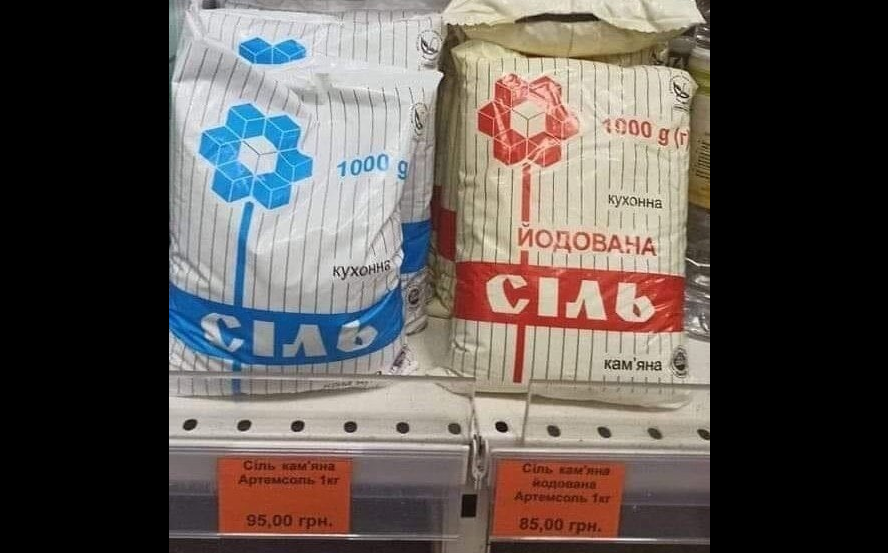 1000 g
кухонна
сіль
1000 g (г)
кухонна
ЙОДОВАНА
сіль
кам'яна
Сіль кам'яна
Артемсоль 1кг
95,00 грн.
Сіль кам'яна
йодована
Артемсоль 1кг
85,00 грн.